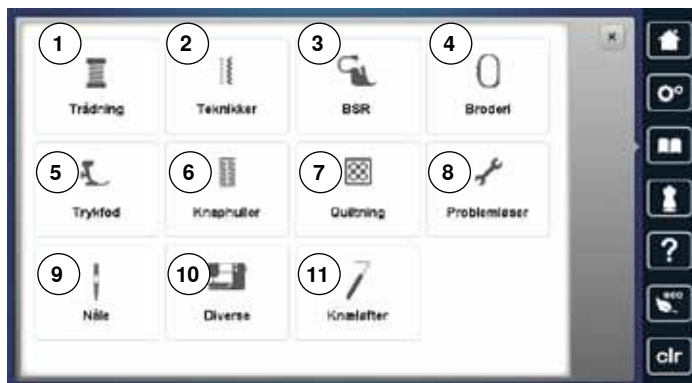 1 2 3 4
Trådning Teknikker BSR Broderi
5 6 7 8
Trykfod Knaphuller Quiltning Problemløser
9 10 11
Nåle Diverse Knæløfter
×
?
eco
clr